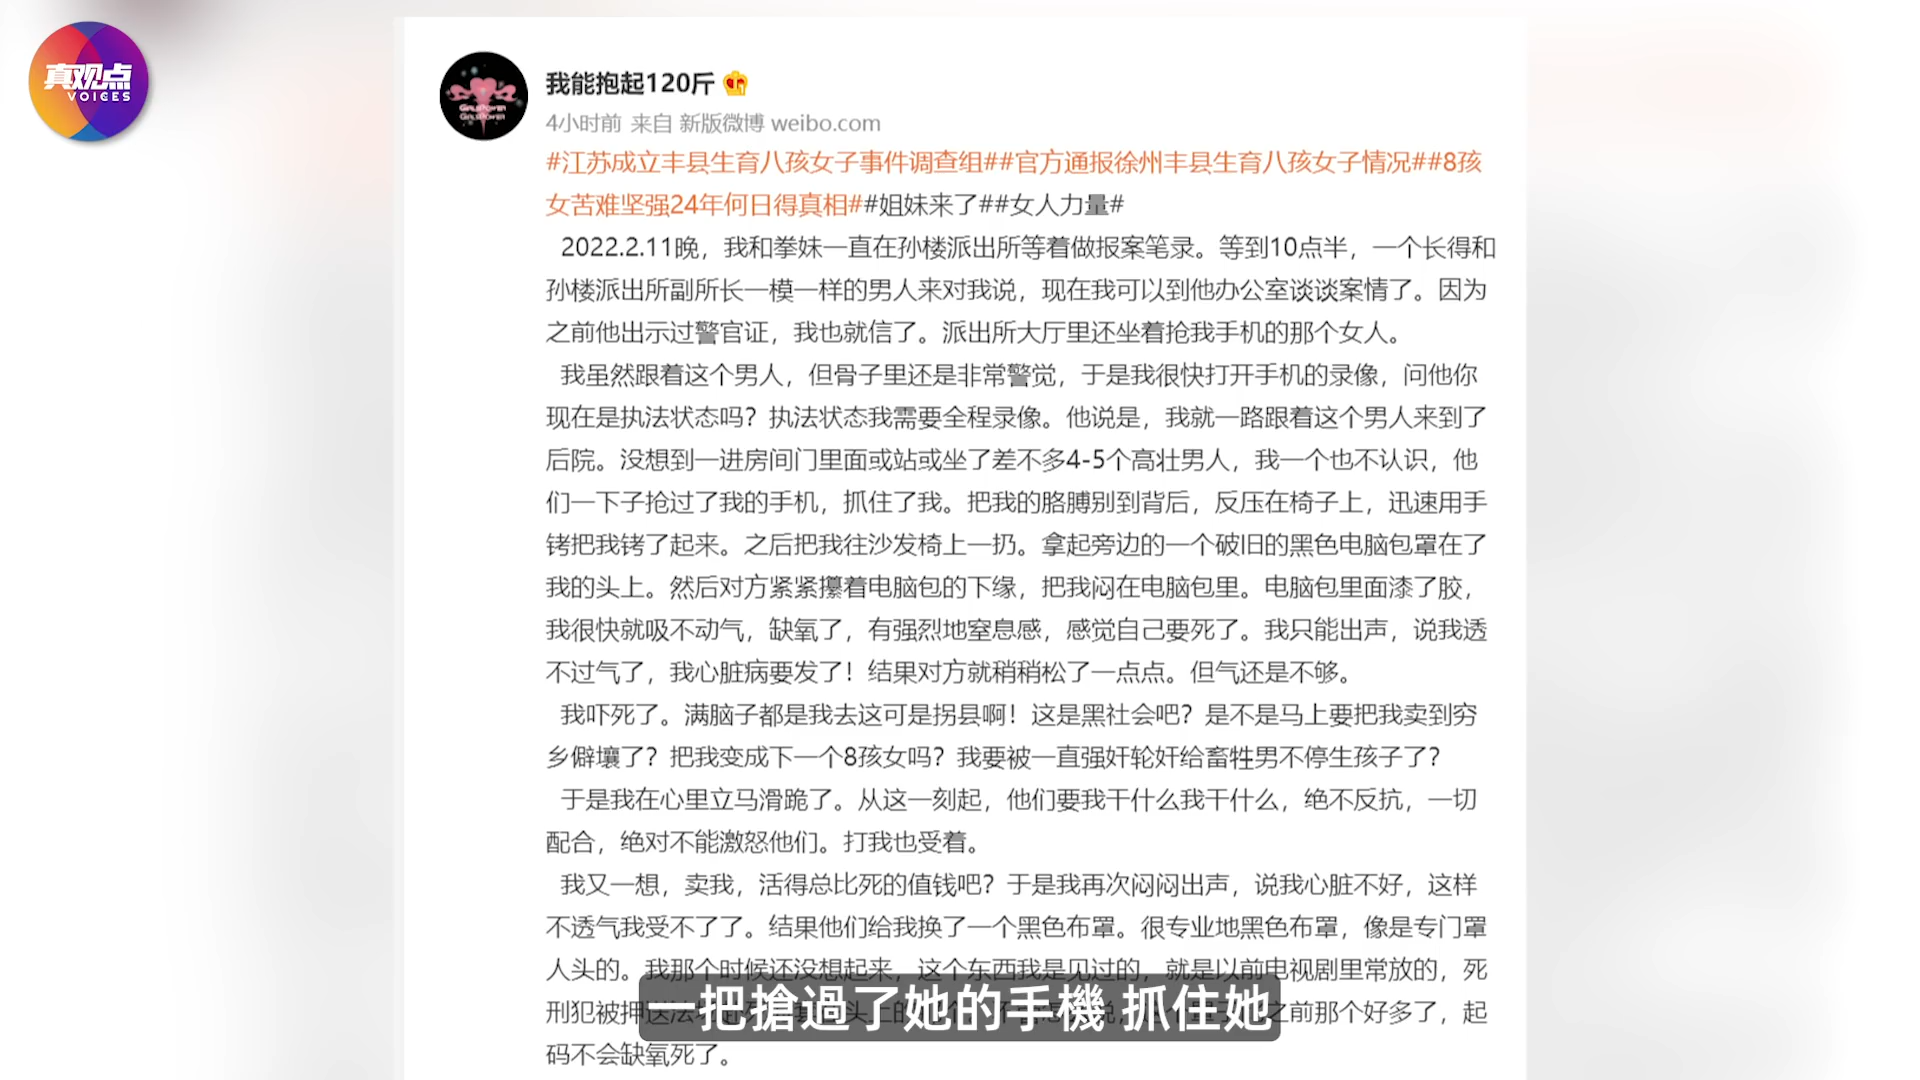 真观点
VOICES
GIRLSPOWER
GIRLSPOWER
我能抱起120斤
4小时前 来自 新版微博 weibo.com
#江苏成立丰县生育八孩女子事件调查组##官方通报徐州丰县生育八孩女子情况##8孩
女苦难坚强24年何日得真相##姐妹来了##女人力量#
2022.2.11晚，我和拳妹一直在孙楼派出所等着做报案笔录。等到10点半，一个长得和
孙楼派出所副所长一模一样的男人来对我说，现在我可以到他办公室谈谈案情了。因为
之前他出示过警官证，我也就信了。派出所大厅里还坐着抢我手机的那个女人。
我虽然跟着这个男人，但骨子里还是非常警觉，于是我很快打开手机的录像，问他你
现在是执法状态吗？执法状态我需要全程录像。他说是，我就一路跟着这个男人来到了
后院。没想到一进房间门里面或站或坐了差不多4-5个高壮男人，我一个也不认识，他
们一下子抢过了我的手机，抓住了我。把我的胳膊别到背后，反压在椅子上，迅速用手
铐把我铐了起来。之后把我往沙发椅上一扔。拿起旁边的一个破旧的黑色电脑包罩在了
我的头上。然后对方紧紧攥着电脑包的下缘，把我闷在电脑包里。电脑包里面漆了胶，
我很快就吸不动气，缺氧了，有强烈地窒息感，感觉自己要死了。我只能出声，说我透
不过气了，我心脏病要发了！结果对方就稍稍松了一点点。但气还是不够。
我吓死了。满脑子都是我去这可是拐县啊！这是黑社会吧？是不是马上要把我卖到穷
乡僻壤了？把我变成下一个8孩女吗？我要被一直强奸轮奸给畜牲男不停生孩子了？
于是我在心里立马滑跪了。从这一刻起，他们要我干什么我干什么，绝不反抗，一切
配合，绝对不能激怒他们。打我也受着。
我又一想，卖我，活得总比死的值钱吧？于是我再次闷闷出声，说我心脏不好，这样
不透气我受不了了。结果他们给我换了一个黑色布罩。很专业地黑色布罩，像是专门罩
人头的。我那个时候还没想起来，这个东西我是见过的，就是以前电视剧里常放的，死
刑犯被押
之前那个好多了，起
码不会缺氧死了。
一把搶過了她的手機 抓住她